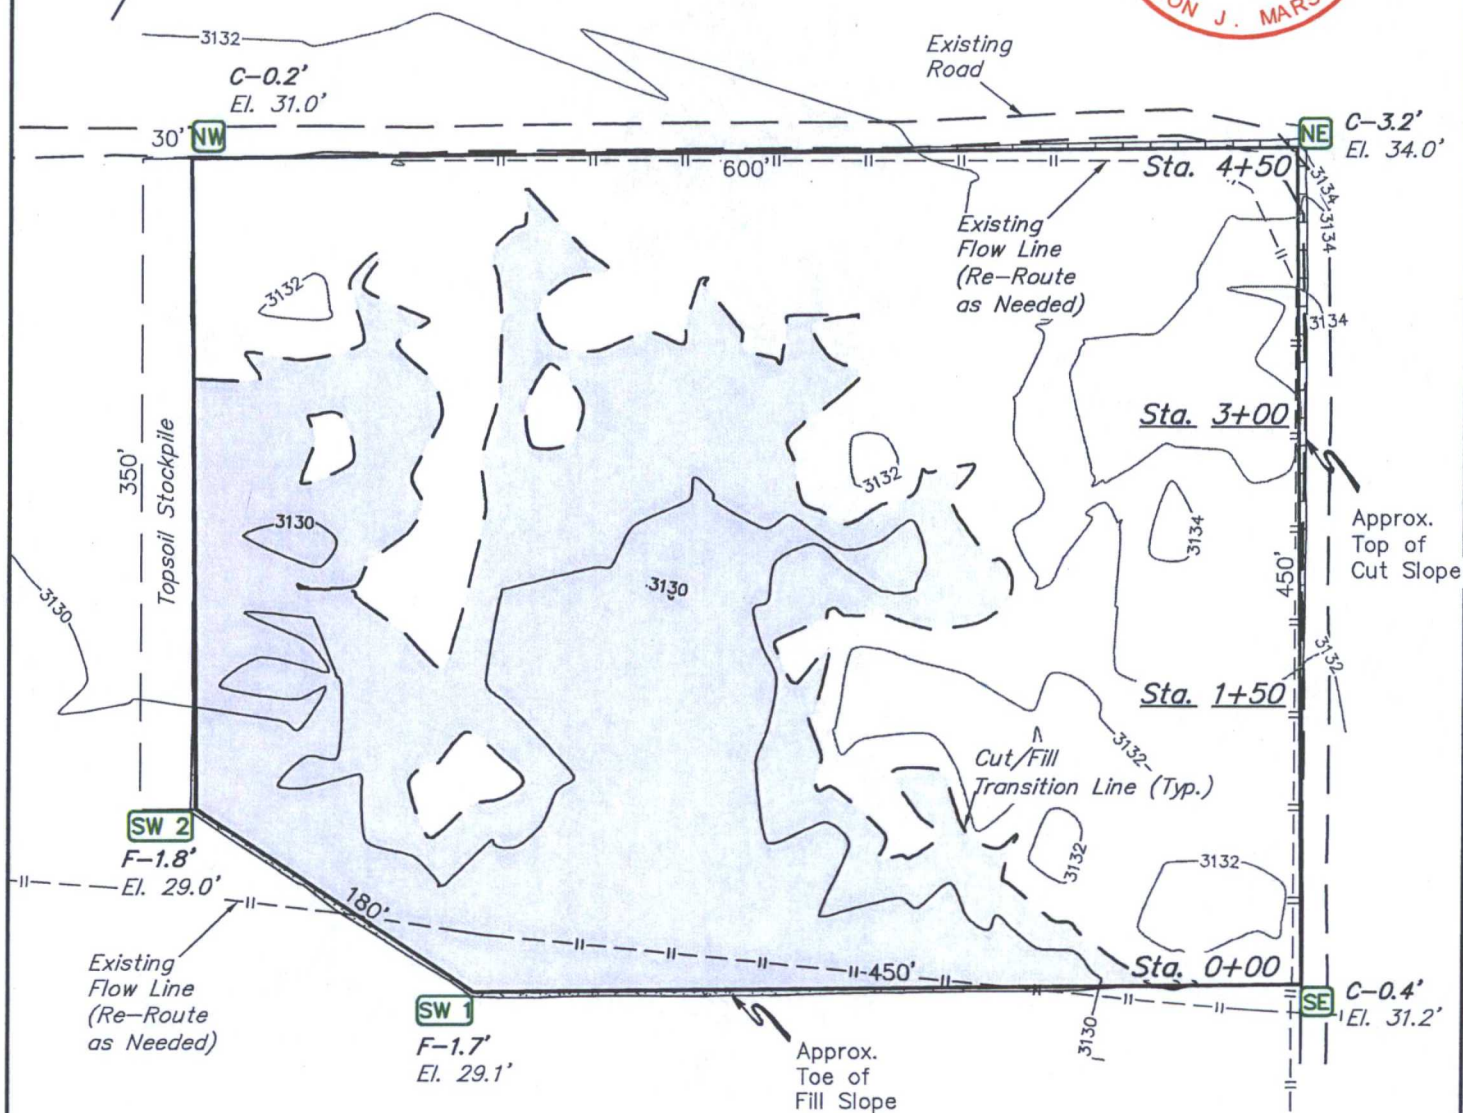 ON J. MARS
3132
Existing
Road
C-0.2'
El. 31.0'
30'
NW
NE
C-3.2'
El. 34.0'
600'
Sta. 4+50
3134
3134
Existing
Flow Line
(Re-Route
as Needed)
3132
3134
Sta. 3+00
350'
Topsoil Stockpile
3132
3130
3134
Approx.
Top of
Cut Slope
450'
3130
3130
3132
Sta. 1+50
3132
Cut/Fill
Transition Line (Typ.)
SW 2
F-1.8'
El. 29.0'
3132
3132
180'
Existing
Flow Line
(Re-Route
as Needed)
450'
Sta. 0+00
SW 1
SE
C-0.4'
El. 31.2'
F-1.7'
El. 29.1'
3130
Approx.
Toe of
Fill Slope